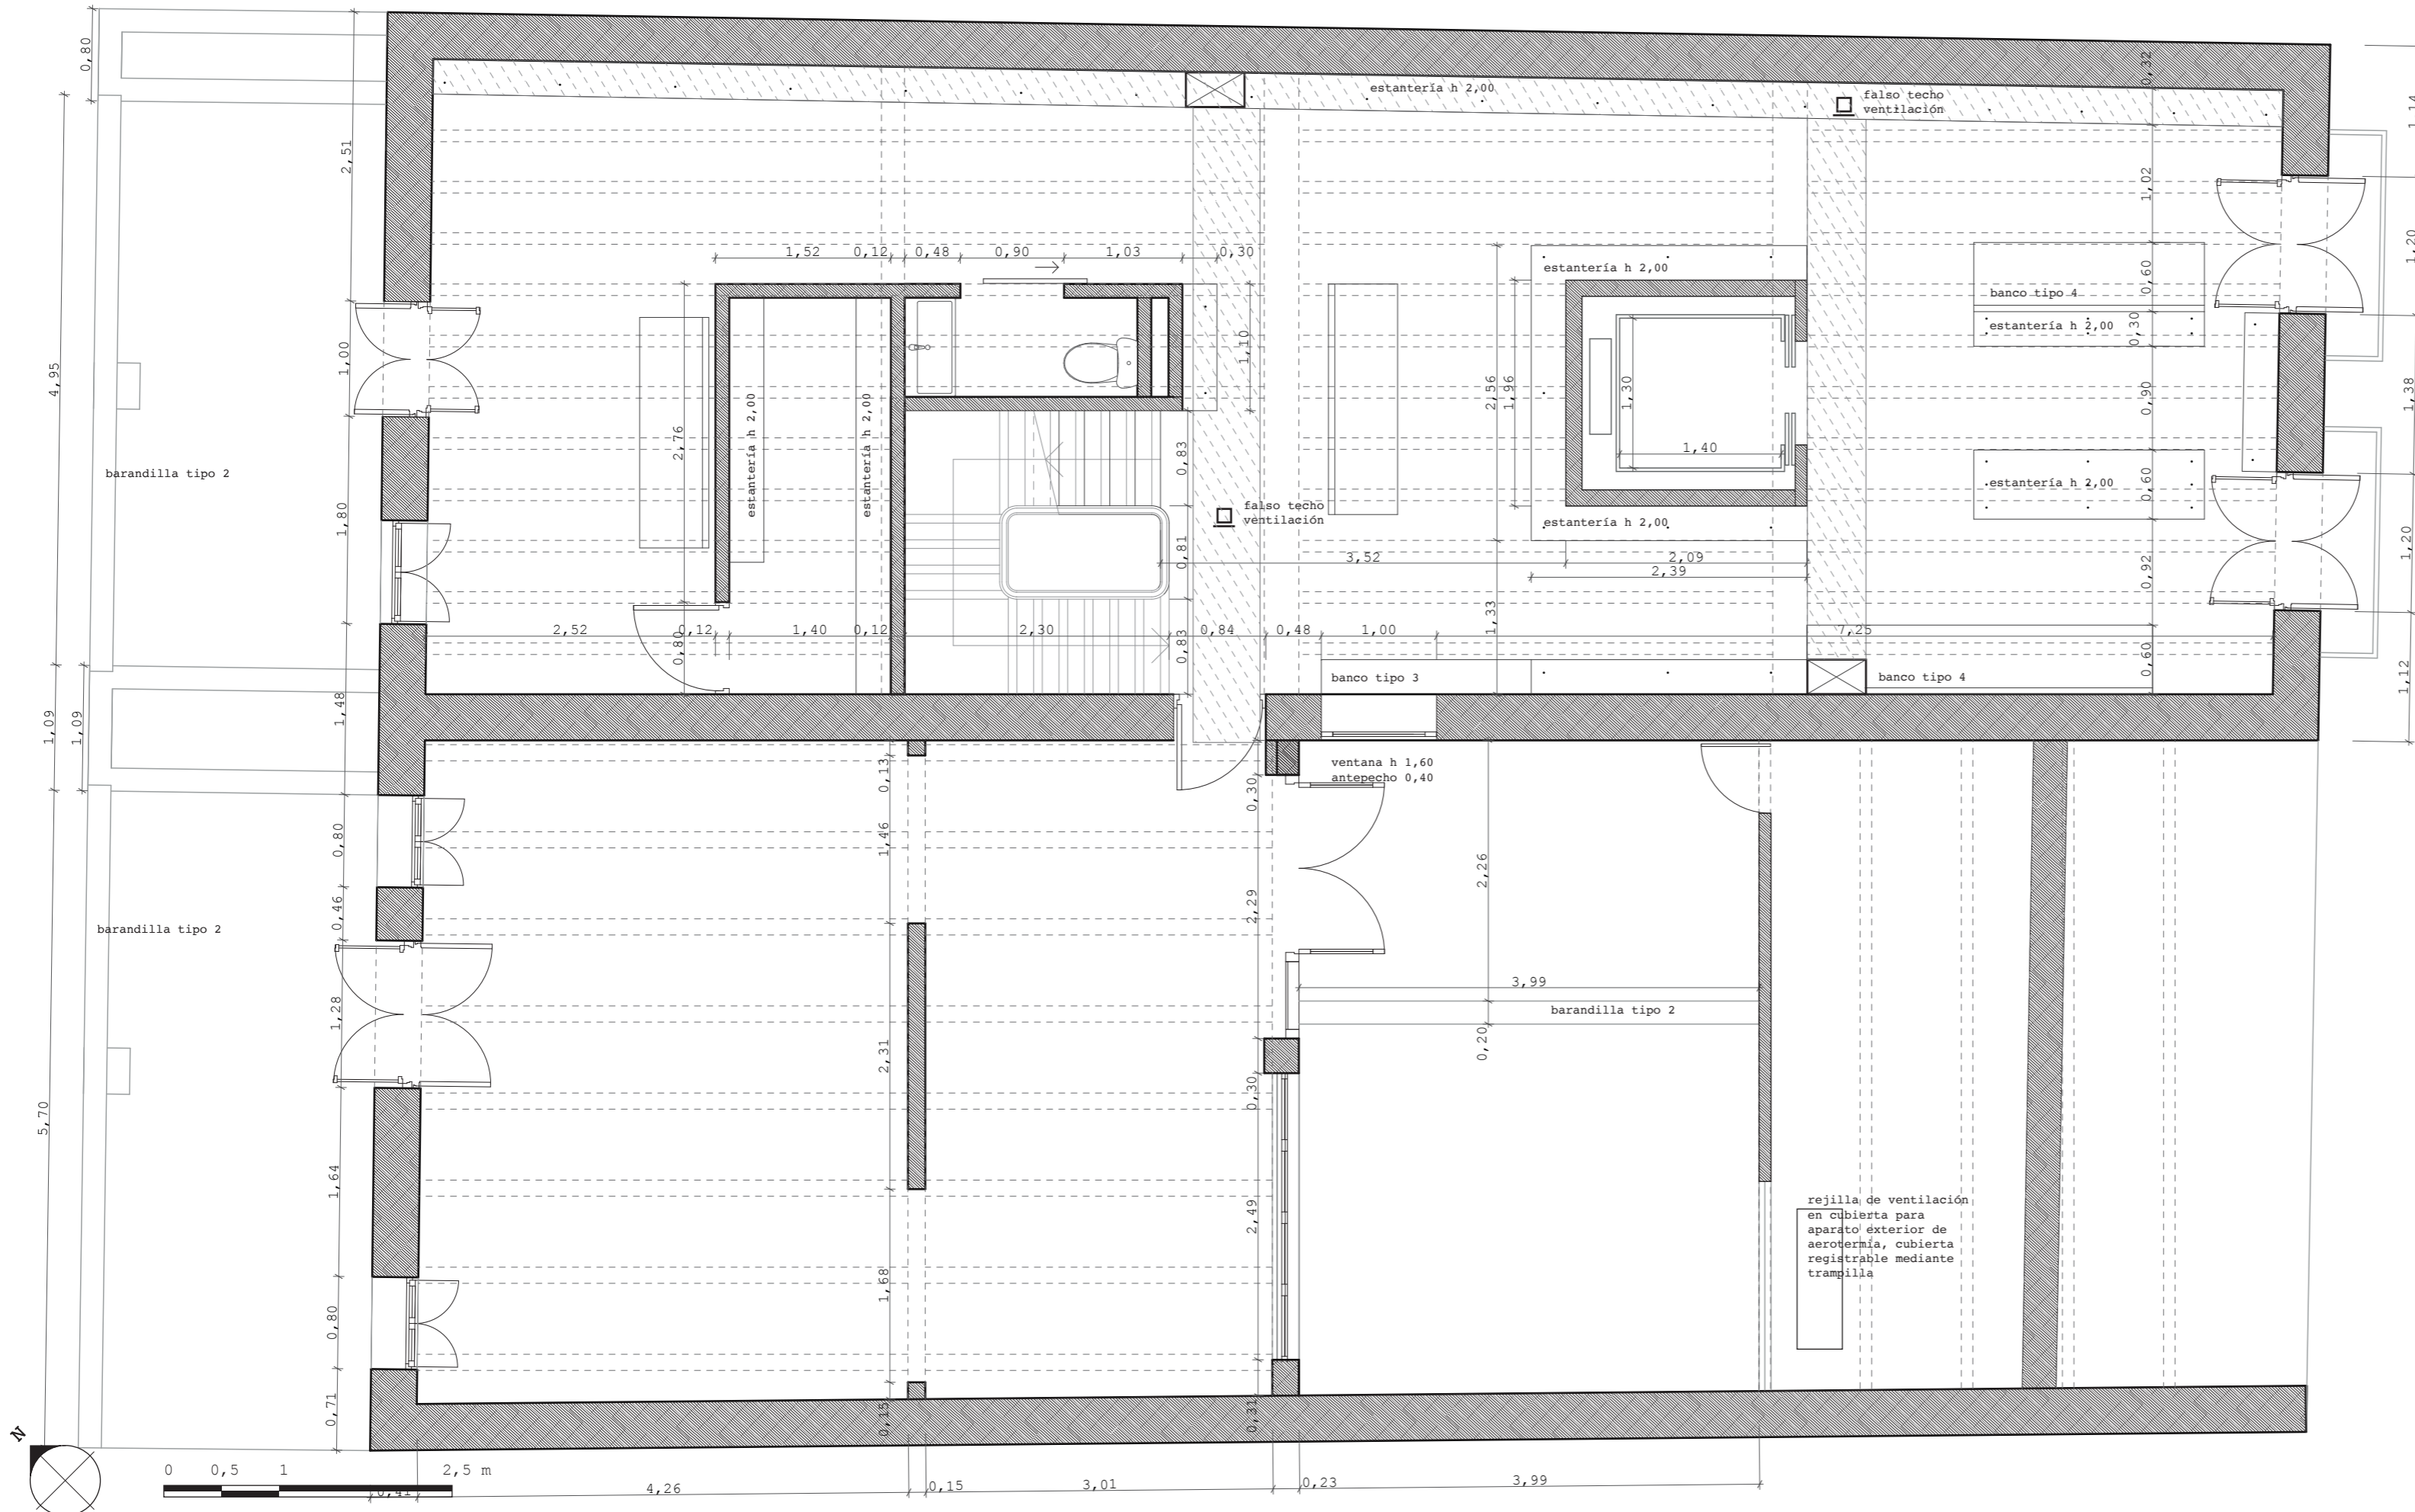 0,80
2,51
0,32
1,14
estantería h 2,00
falso techo
ventilación
1,02
1,20
1,52
0,12
0,48
0,90
1,03
0,30
estantería h 2,00
0,60
banco tipo 4
estantería h 2,00
0,30
4,95
1,00
1,10
2,56
1,96
1,30
1,40
0,90
1,38
2,76
estantería h 2,00
estantería h 2,00
0,83
barandilla tipo 2
estantería h 2,00
0,60
1,80
falso techo
ventilación
estantería h 2,00
0,81
3,52
2,09
2,39
0,92
1,20
2,52
0,12
1,40
0,12
2,30
0,84
0,48
1,00
1,33
7,25
0,80
0,83
0,60
1,12
banco tipo 3
banco tipo 4
1,09
1,09
1,48
0,13
0,30
ventana h 1,60
antepecho 0,40
0,80
1,46
2,26
0,46
2,29
barandilla tipo 2
3,99
barandilla tipo 2
1,28
2,31
0,20
0,30
5,70
1,64
2,49
rejilla de ventilación
en cubierta para
aparato exterior de
aerotermia, cubierta
registrable mediante
trampilla
1,68
0,80
0,71
0,15
0,31
N
0 0,5 1 2,5 m
0,41
4,26
0,15
3,01
0,23
3,99